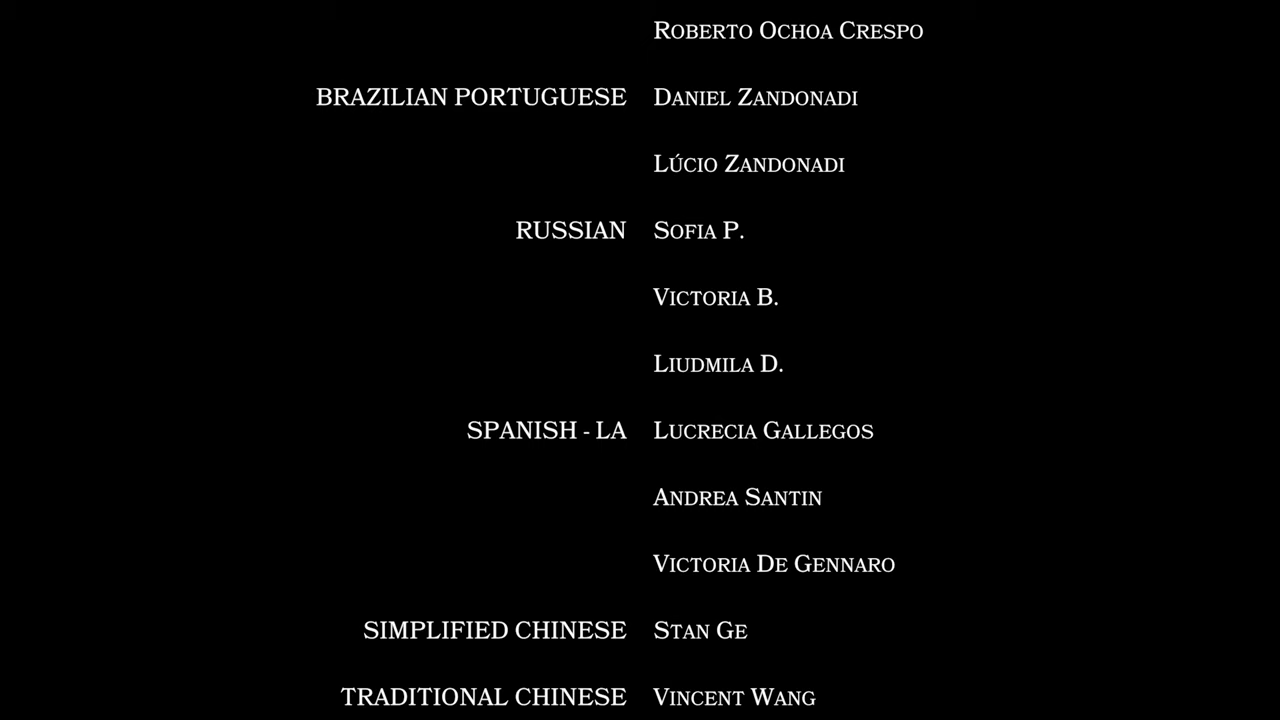 Roberto Ochoa Crespo
BRAZILIAN PORTUGUESE Daniel Zandonadi
Lúcio Zandonadi
RUSSIAN Sofia P.
Victoria B.
Liudmila D.
SPANISH - LA Lucrecia Gallegos
Andrea Santin
Victoria De Gennaro
SIMPLIFIED CHINESE Stan Ge
TRADITIONAL CHINESE Vincent Wang